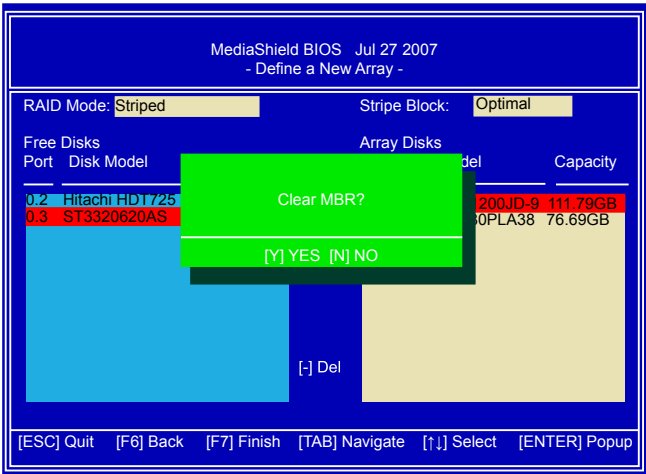 MediaShield BIOS Jul 27 2007
- Define a New Array -
RAID Mode: Striped Stripe Block: Optimal
Free Disks Array Disks
Port Disk Model del Capacity
0.2 Hitachi HDT725 200JD-9 111.79GB
0.3 ST3320620AS 0PLA38 76.69GB
Clear MBR?
[Y] YES [N] NO
[-] Del
[ESC] Quit [F6] Back [F7] Finish [TAB] Navigate [↑↓] Select [ENTER] Popup